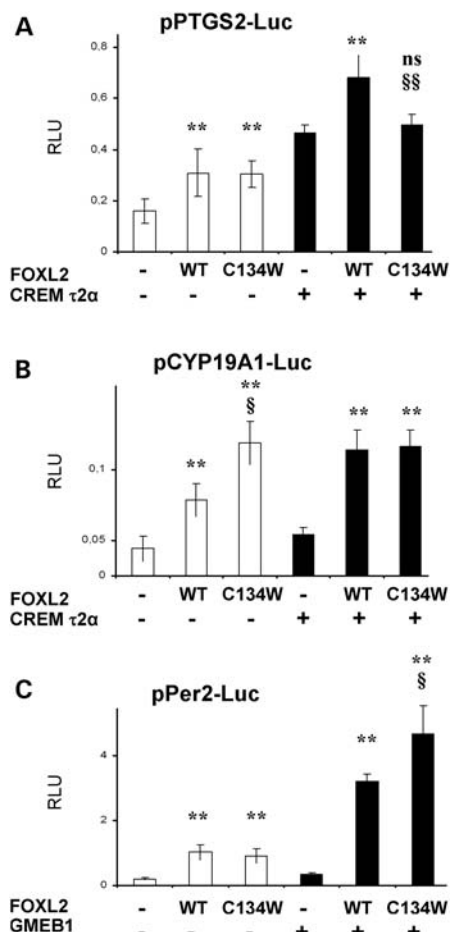 A
pPTGS2-Luc
**
**
**
ns
§§
0,8
0,6
0,4
0,2
0
RLU
FOXL2 - WT C134W - WT C134W
CREM τ2α - - - + + +
B
pCYP19A1-Luc
**
**
§
**
**
0,1
0,05
0
RLU
FOXL2 - WT C134W - WT C134W
CREM τ2α - - - + + +
C
pPer2-Luc
**
**
**
**
§
4
2
0
RLU
FOXL2 - WT C134W - WT C134W
GMEB1 - - - + + +